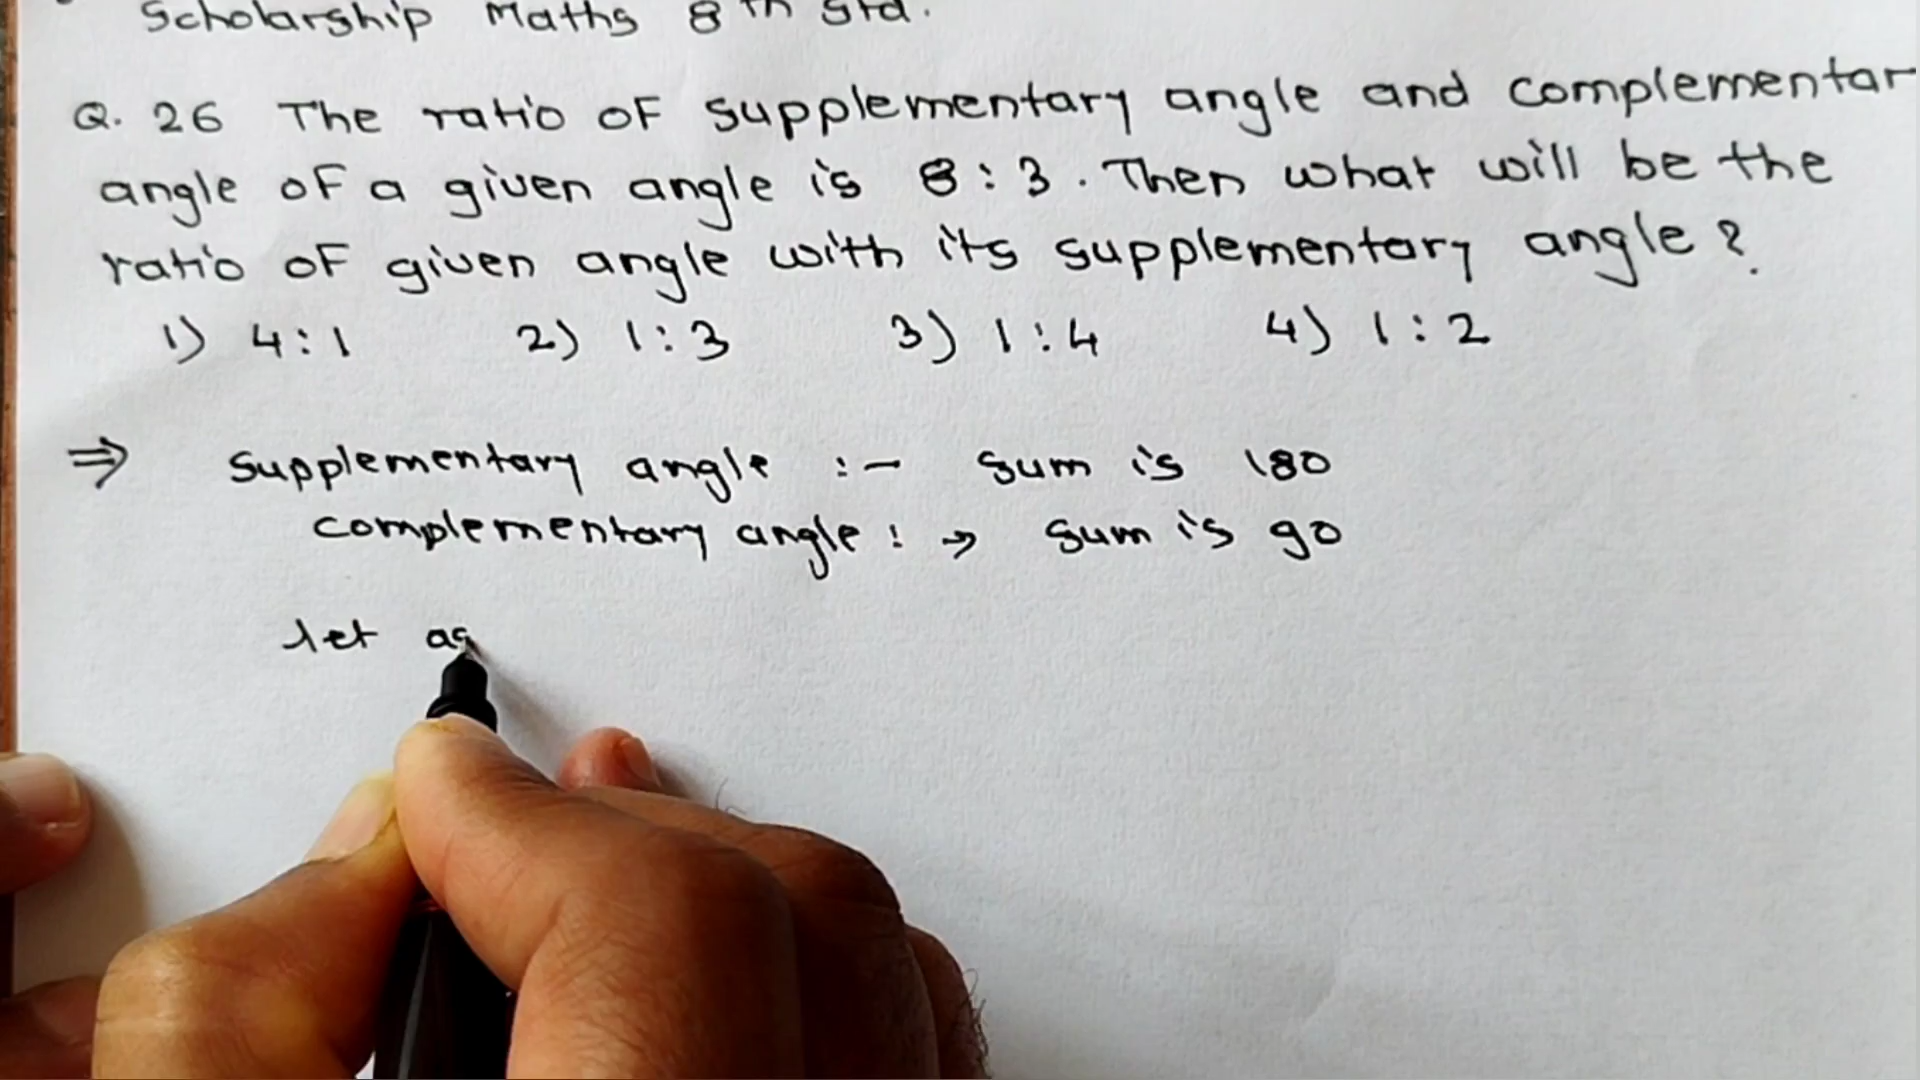 Scholarship Maths 8th std.
Q. 26 The ratio of supplementary angle and complementar
angle of a given angle is 8 : 3 . Then what will be the
ratio of given angle with its supplementary angle ?
1) 4 : 1 2) 1 : 3 3) 1 : 4 4) 1 : 2
⇒ Supplementary angle :- sum is 180
complementary angle : → sum is 90
let as